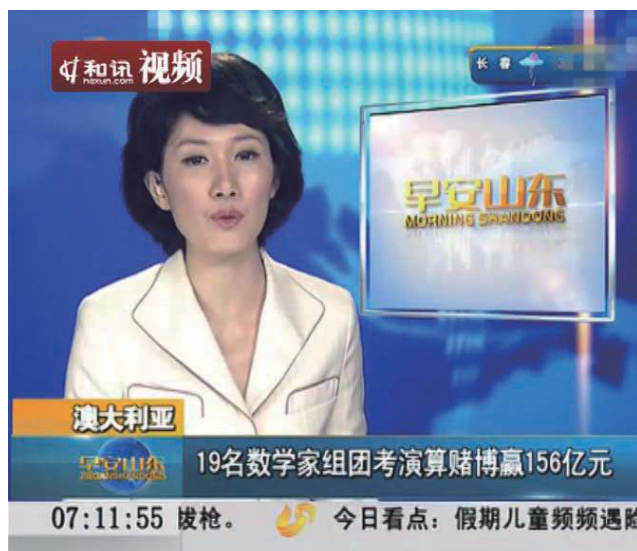 和讯 视频
hexun.com
长春
早安山东
MORNING SHANDONG
澳大利亚
早安山东
19名数学家组团考演算赌博赢156亿元
07:11:55 拔枪。 今日看点：假期儿童频频遇险